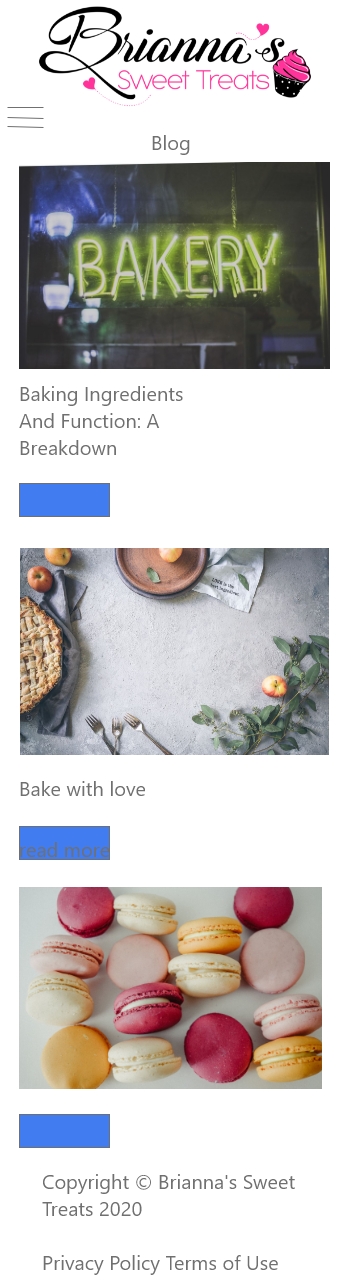 Brianna's
Sweet Treats
Blog
BAKERY
Baking Ingredients
And Function: A
Breakdown
Bake with love
read more
Copyright © Brianna's Sweet
Treats 2020
Privacy Policy Terms of Use